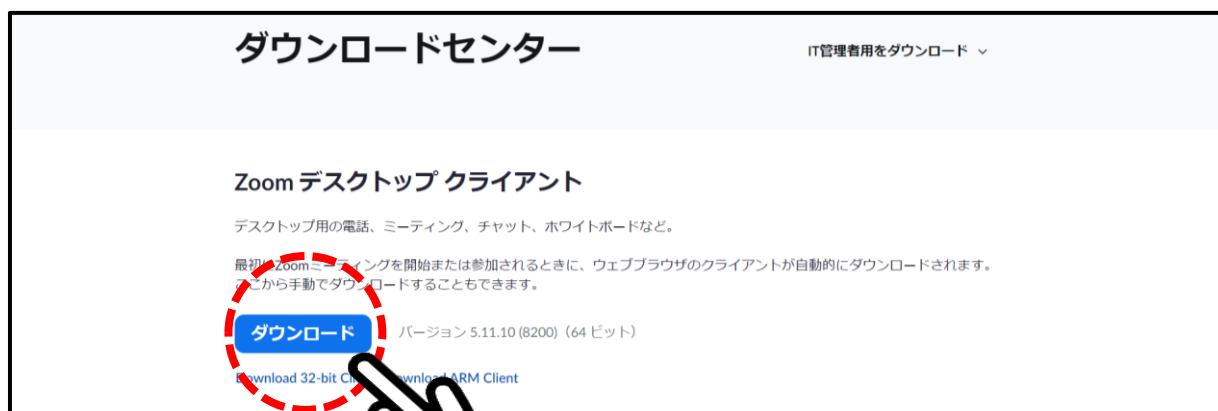 ダウンロードセンター
IT管理者用をダウンロード
Zoom デスクトップ クライアント
デスクトップ用の電話、ミーティング、チャット、ホワイトボードなど。
最初にZoomミーティングを開始または参加されるときに、ウェブブラウザのクライアントが自動的にダウンロードされます。
ここから手動でダウンロードすることもできます。
ダウンロード
バージョン 5.11.10 (8200)（64 ビット）
Download 32-bit ARM Client